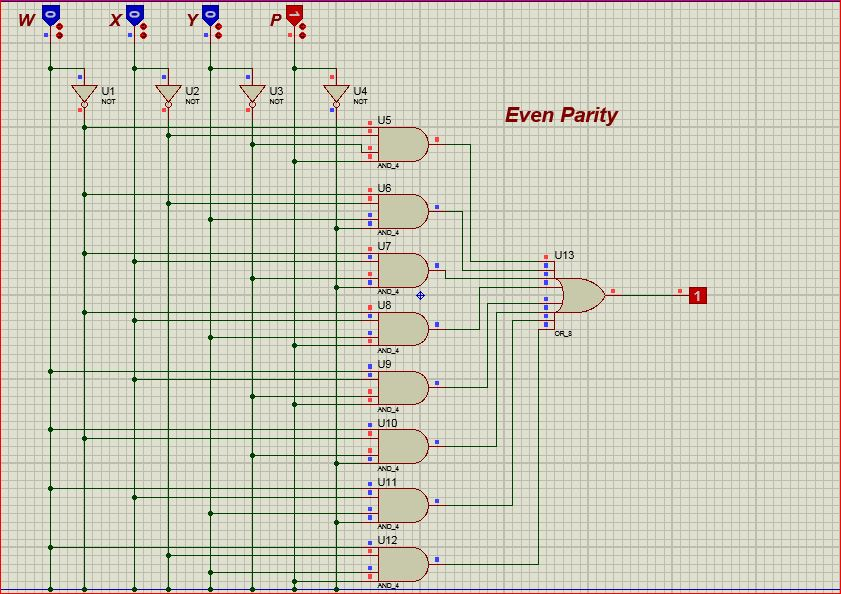 W 0 X 0 Y 0 P 1
U1 U2 U3 U4
NOT NOT NOT NOT
Even Parity
U5
AND_4
U6
AND_4
U7
AND_4
U13
OR_8
1
U8
AND_4
U9
AND_4
U10
AND_4
U11
AND_4
U12
AND_4